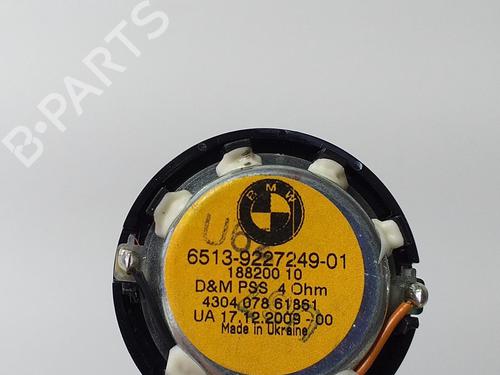 B-PARTS
BMW
6513-9227249-01
188200 10
D&M PSS 4 Ohm
4304 078 61861
UA 17.12.2009 -00
Made in Ukraine